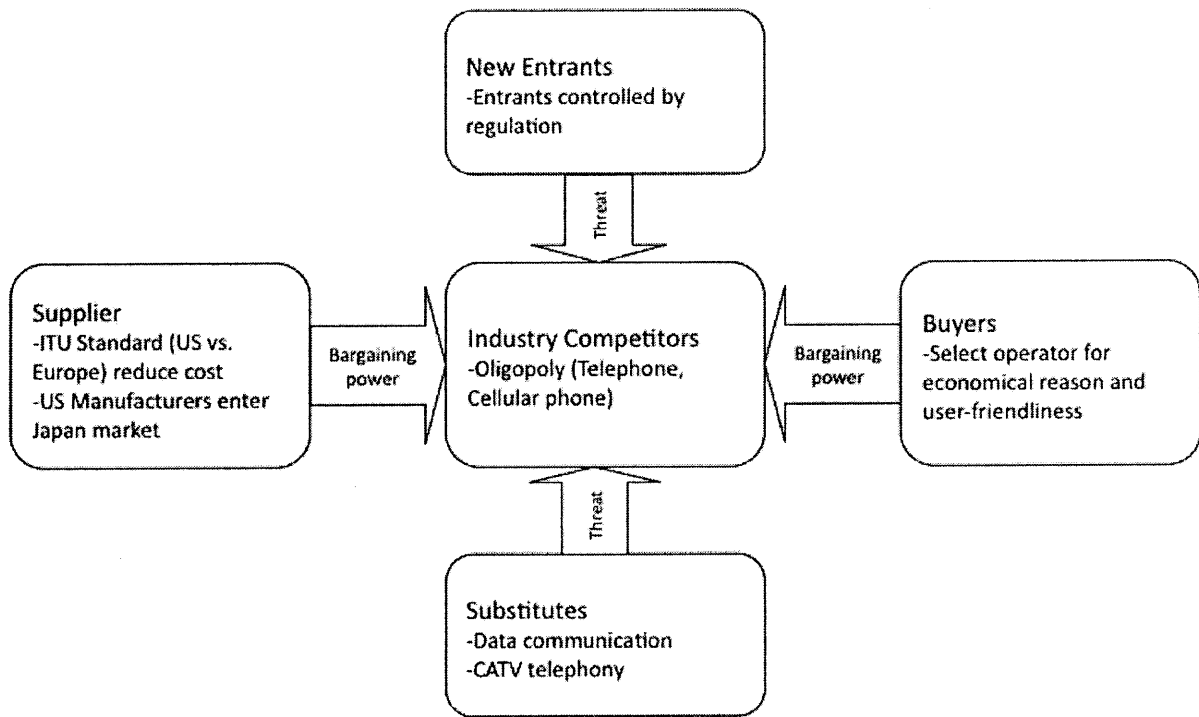 New Entrants
-Entrants controlled by
regulation
Threat
Supplier
-ITU Standard (US vs.
Europe) reduce cost
-US Manufacturers enter
Japan market
Bargaining
power
Industry Competitors
-Oligopoly (Telephone,
Cellular phone)
Bargaining
power
Buyers
-Select operator for
economical reason and
user-friendliness
Threat
Substitutes
-Data communication
-CATV telephony